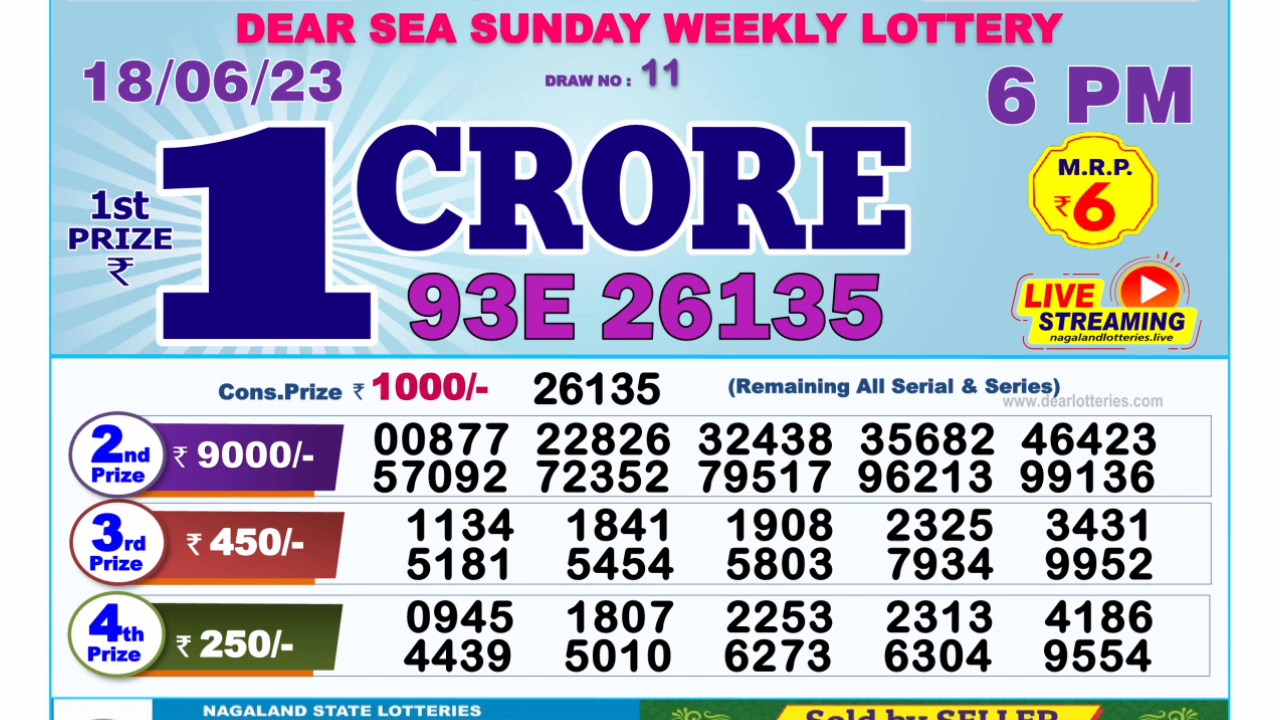 DEAR SEA SUNDAY WEEKLY LOTTERY
18/06/23
DRAW NO : 11
6 PM
1st
PRIZE
₹
1 CRORE
M.R.P.
₹6
93E 26135
LIVE
STREAMING
nagalandlotteries.live
Cons.Prize ₹ 1000/- 26135 (Remaining All Serial & Series)
www.dearlotteries.com
2nd
Prize
₹ 9000/-
00877 22826 32438 35682 46423
57092 72352 79517 96213 99136
3rd
Prize
₹ 450/-
1134 1841 1908 2325 3431
5181 5454 5803 7934 9952
4th
Prize
₹ 250/-
0945 1807 2253 2313 4186
4439 5010 6273 6304 9554
NAGALAND STATE LOTTERIES
Sold by SELLER